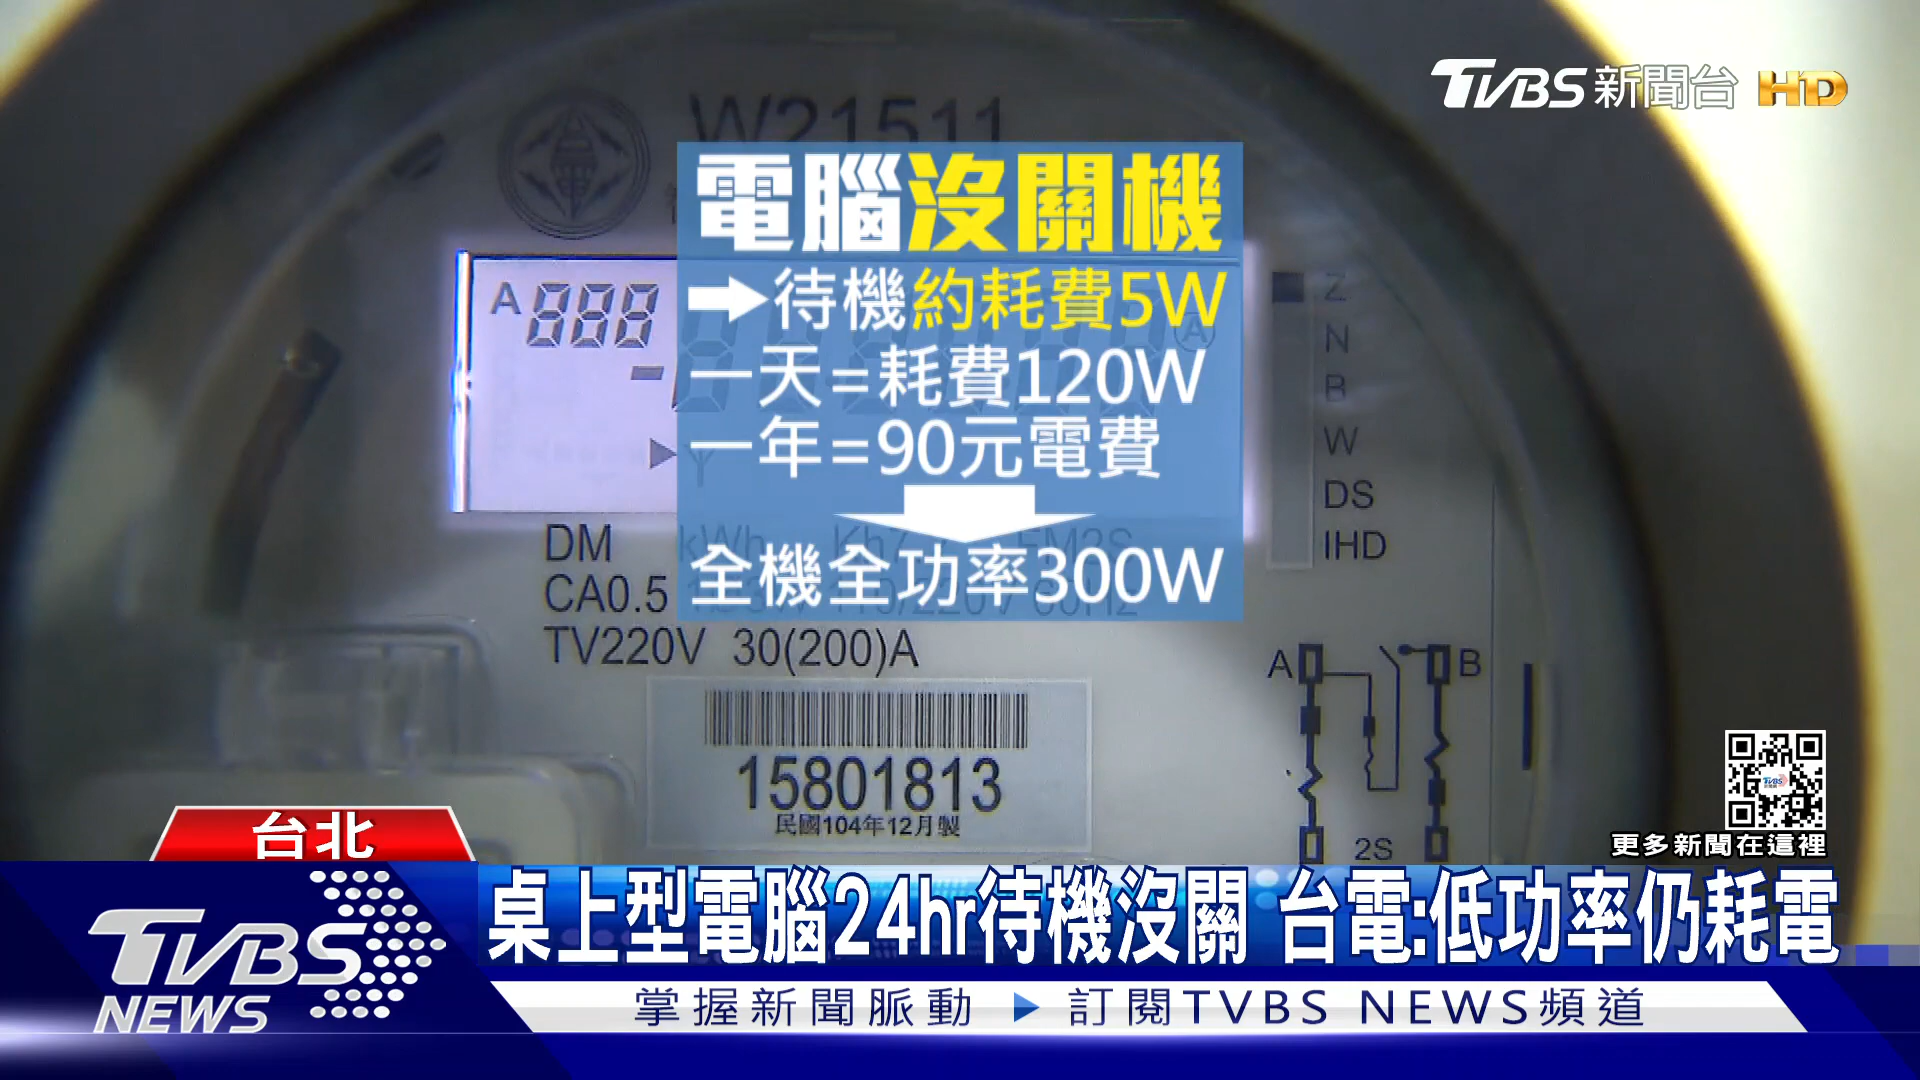 TVBS新聞台 HD
W21511
電腦沒關機
待機約耗費5W
一天=耗費120W
一年=90元電費
全機全功率300W
A 888
Z
N
B
W
DS
IHD
DM kWh
CA0.5
TV220V 30(200)A
15801813
民國104年12月製
A B
2S
更多新聞在這裡
台北
桌上型電腦24hr待機沒關 台電:低功率仍耗電
TVBS NEWS
掌握新聞脈動 ▶ 訂閱TVBS NEWS頻道